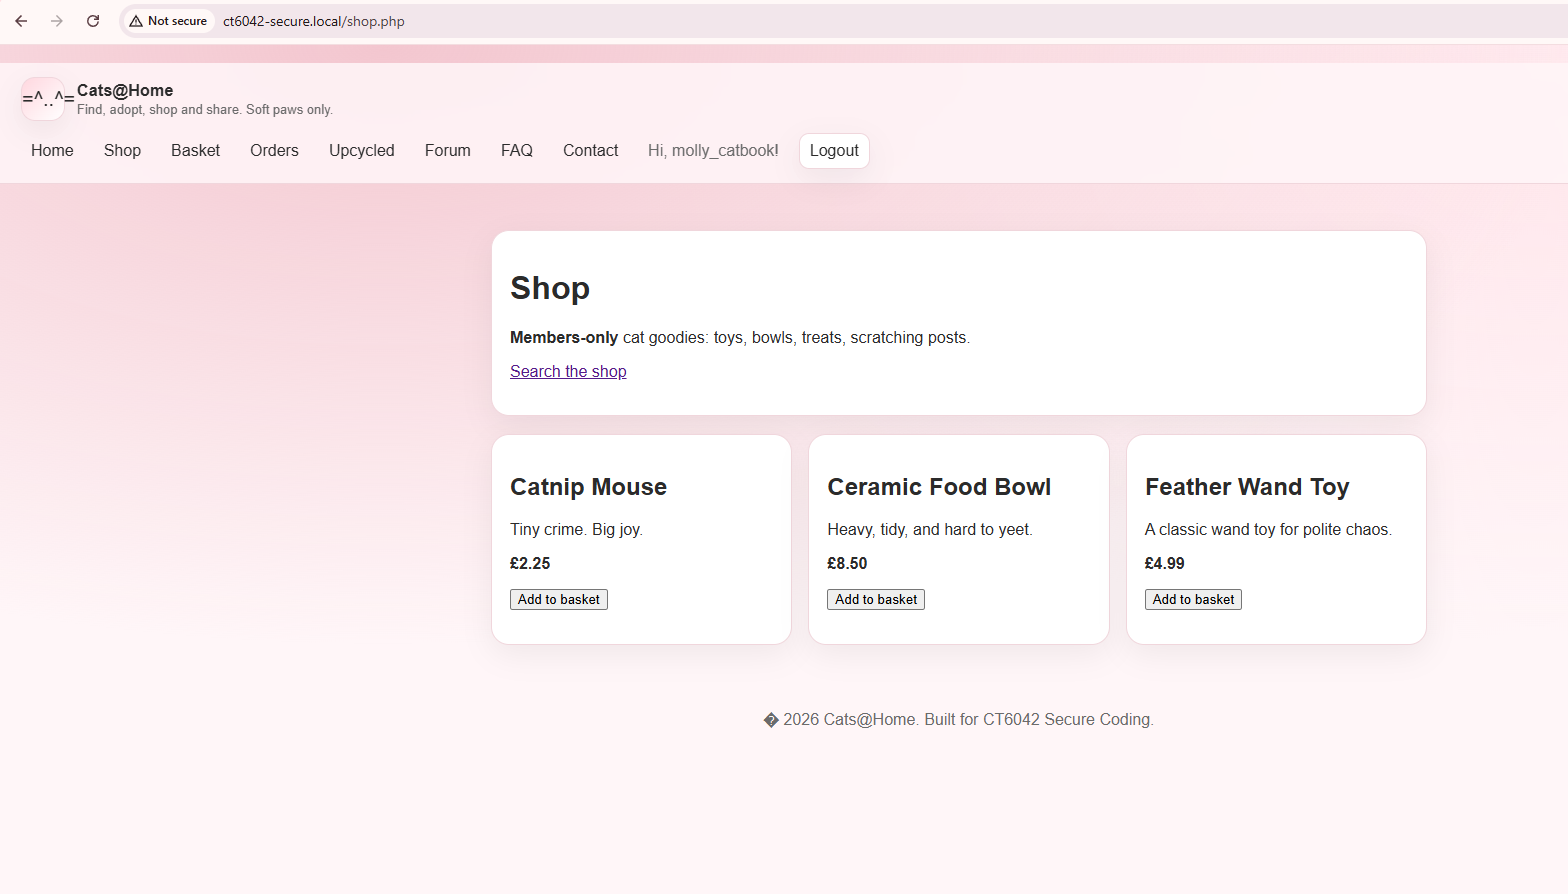 Not secure ct6042-secure.local/shop.php
=^..^= Cats@Home
Find, adopt, shop and share. Soft paws only.
Home Shop Basket Orders Upcycled Forum FAQ Contact Hi, molly_catbook! Logout
Shop
Members-only cat goodies: toys, bowls, treats, scratching posts.
Search the shop
Catnip Mouse
Tiny crime. Big joy.
£2.25
Add to basket
Ceramic Food Bowl
Heavy, tidy, and hard to yeet.
£8.50
Add to basket
Feather Wand Toy
A classic wand toy for polite chaos.
£4.99
Add to basket
� 2026 Cats@Home. Built for CT6042 Secure Coding.